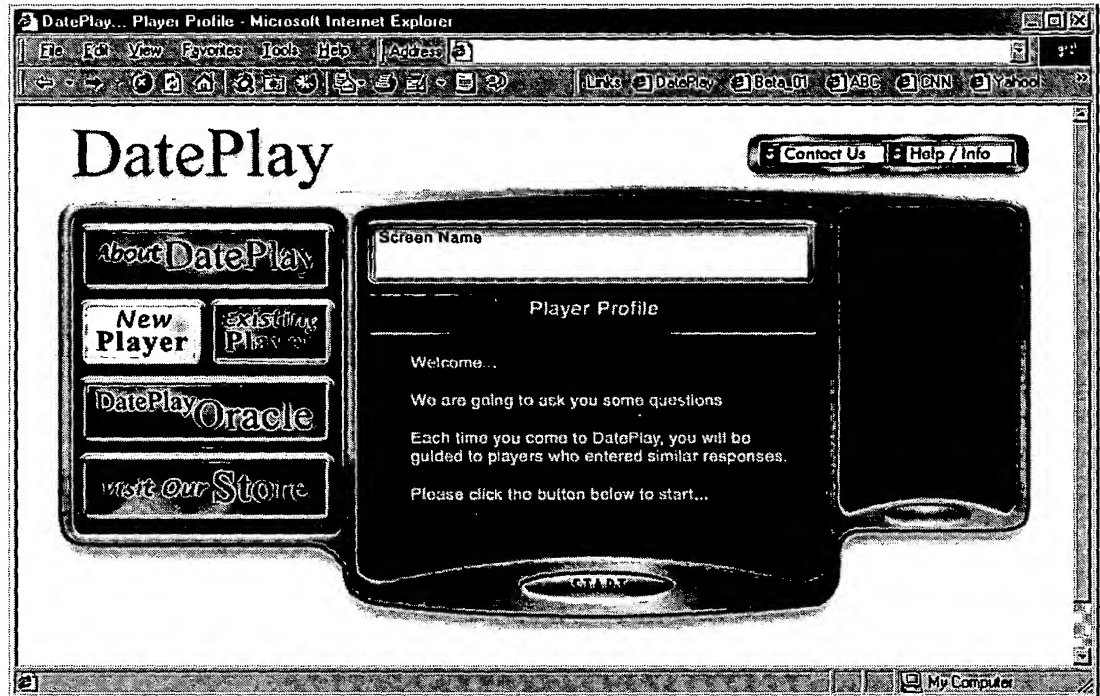 DatePlay... Player Profile - Microsoft Internet Explorer
File Edit View Favorites Tools Help Address
Links DatePlay Beta_01 ABC CNN Yahoo!
DatePlay
Contact Us Help / Info
About DatePlay
Screen Name
New Player
Existing Player
Player Profile
DatePlay Oracle
Visit Our Store
Welcome...
We are going to ask you some questions
Each time you come to DatePlay, you will be
guided to players who entered similar responses.
Please click the button below to start...
START
My Computer